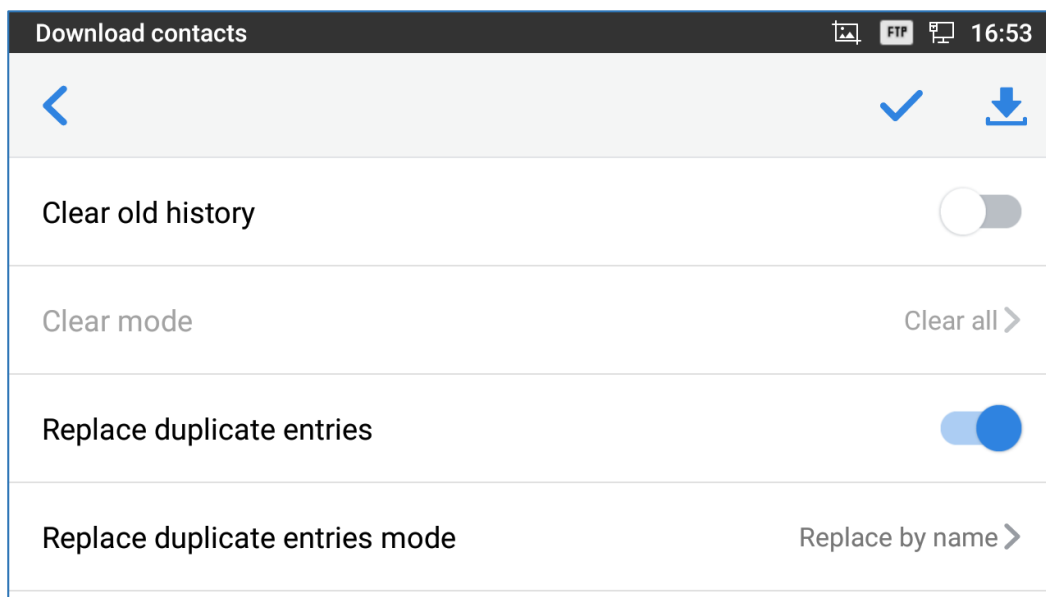 Download contacts FTP 16:53
Clear old history
Clear mode Clear all
Replace duplicate entries
Replace duplicate entries mode Replace by name